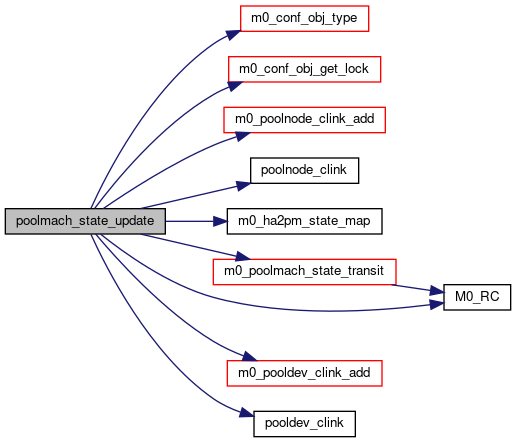 m0_conf_obj_type
m0_conf_obj_get_lock
m0_poolnode_clink_add
poolnode_clink
poolmach_state_update
m0_ha2pm_state_map
m0_poolmach_state_transit
M0_RC
m0_pooldev_clink_add
pooldev_clink